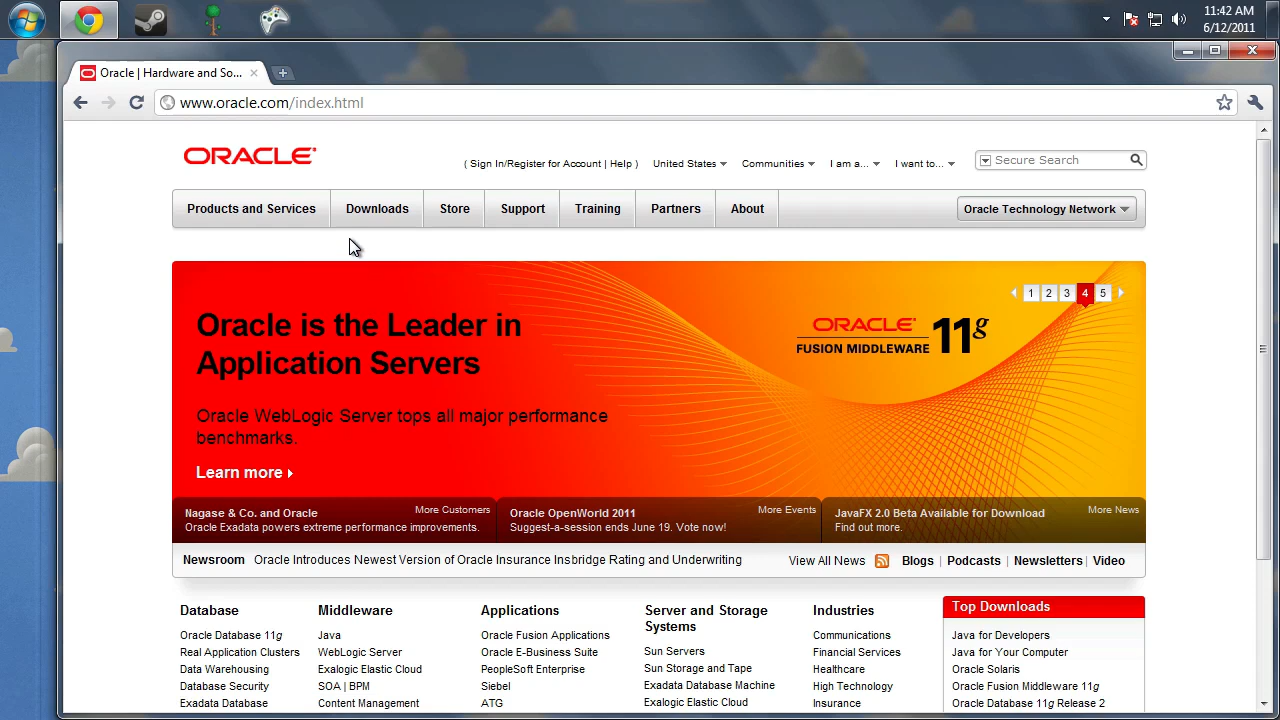 11:42 AM
6/12/2011
Oracle | Hardware and So...
www.oracle.com/index.html
ORACLE
( Sign In/Register for Account | Help ) United States Communities I am a... I want to... Secure Search
Products and Services Downloads Store Support Training Partners About Oracle Technology Network
1 2 3 4 5
Oracle is the Leader in
Application Servers
ORACLE
FUSION MIDDLEWARE 11g
Oracle WebLogic Server tops all major performance
benchmarks.
Learn more
Nagase & Co. and Oracle More Customers
Oracle Exadata powers extreme performance improvements.
Oracle OpenWorld 2011 More Events
Suggest-a-session ends June 19. Vote now!
JavaFX 2.0 Beta Available for Download More News
Find out more.
Newsroom Oracle Introduces Newest Version of Oracle Insurance Insbridge Rating and Underwriting View All News Blogs | Podcasts | Newsletters | Video
Database
Oracle Database 11g
Real Application Clusters
Data Warehousing
Database Security
Exadata Database
Middleware
Java
WebLogic Server
Exalogic Elastic Cloud
SOA | BPM
Content Management
Applications
Oracle Fusion Applications
Oracle E-Business Suite
PeopleSoft Enterprise
Siebel
ATG
Server and Storage
Systems
Sun Servers
Sun Storage and Tape
Exadata Database Machine
Exalogic Elastic Cloud
Industries
Communications
Financial Services
Healthcare
High Technology
Insurance
Top Downloads
Java for Developers
Java for Your Computer
Oracle Solaris
Oracle Fusion Middleware 11g
Oracle Database 11g Release 2